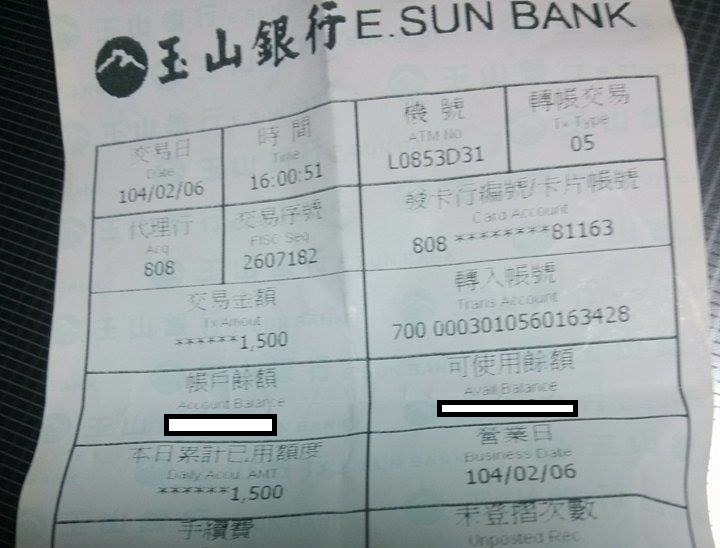 玉山銀行 E.SUN BANK
交易日 時間 機號 轉帳交易
Date Time ATM No Tx Type
104/02/06 16:00:51 L0853D31 05
代理行 交易序號 發卡行編號/卡片帳號
Acq FISC Seq Card Account
808 2607182 808 ********81163
交易金額 轉入帳號
Tx Amount Trans Account
******1,500 700 0003010560163428
帳戶餘額 可使用餘額
Account Balance Avail Balance
本日累計已用額度 營業日
Daily Accu. AMT. Business Date
******1,500 104/02/06
手續費 未登摺次數
Unposted Rec